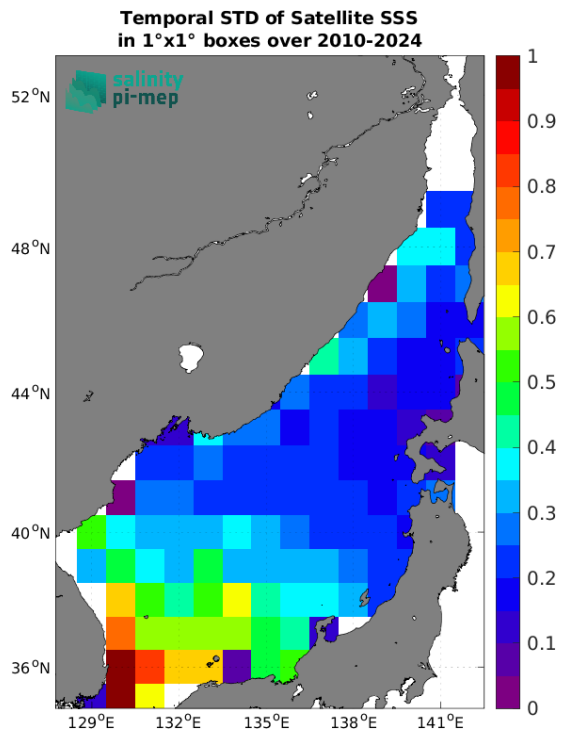 Temporal STD of Satellite SSS
in 1°x1° boxes over 2010-2024
salinity
pi-mep
52°N
48°N
44°N
40°N
36°N
129°E 132°E 135°E 138°E 141°E
1
0.9
0.8
0.7
0.6
0.5
0.4
0.3
0.2
0.1
0